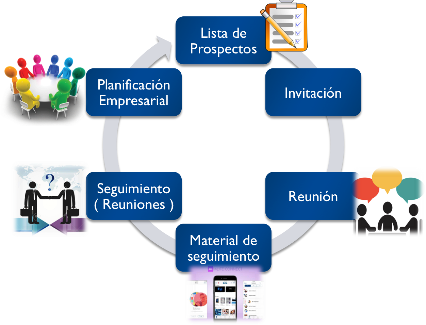 Lista de
Prospectos
Invitación
Reunión
Material de
seguimiento
Seguimiento
( Reuniones )
Planificación
Empresarial
?